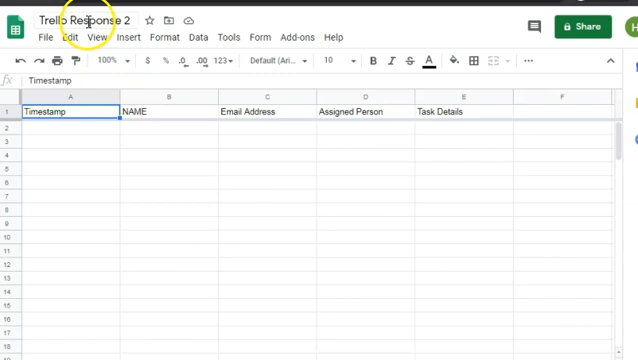 Trello Response 2
File Edit View Insert Format Data Tools Form Add-ons Help
Share
H
100% $ % .0 .00 123 Default (Ari... 10 B I S A
fx Timestamp
A B C D E F
1 Timestamp NAME Email Address Assigned Person Task Details
2
3
4
5
6
7
8
9
10
11
12
13
14
15
16
17
18